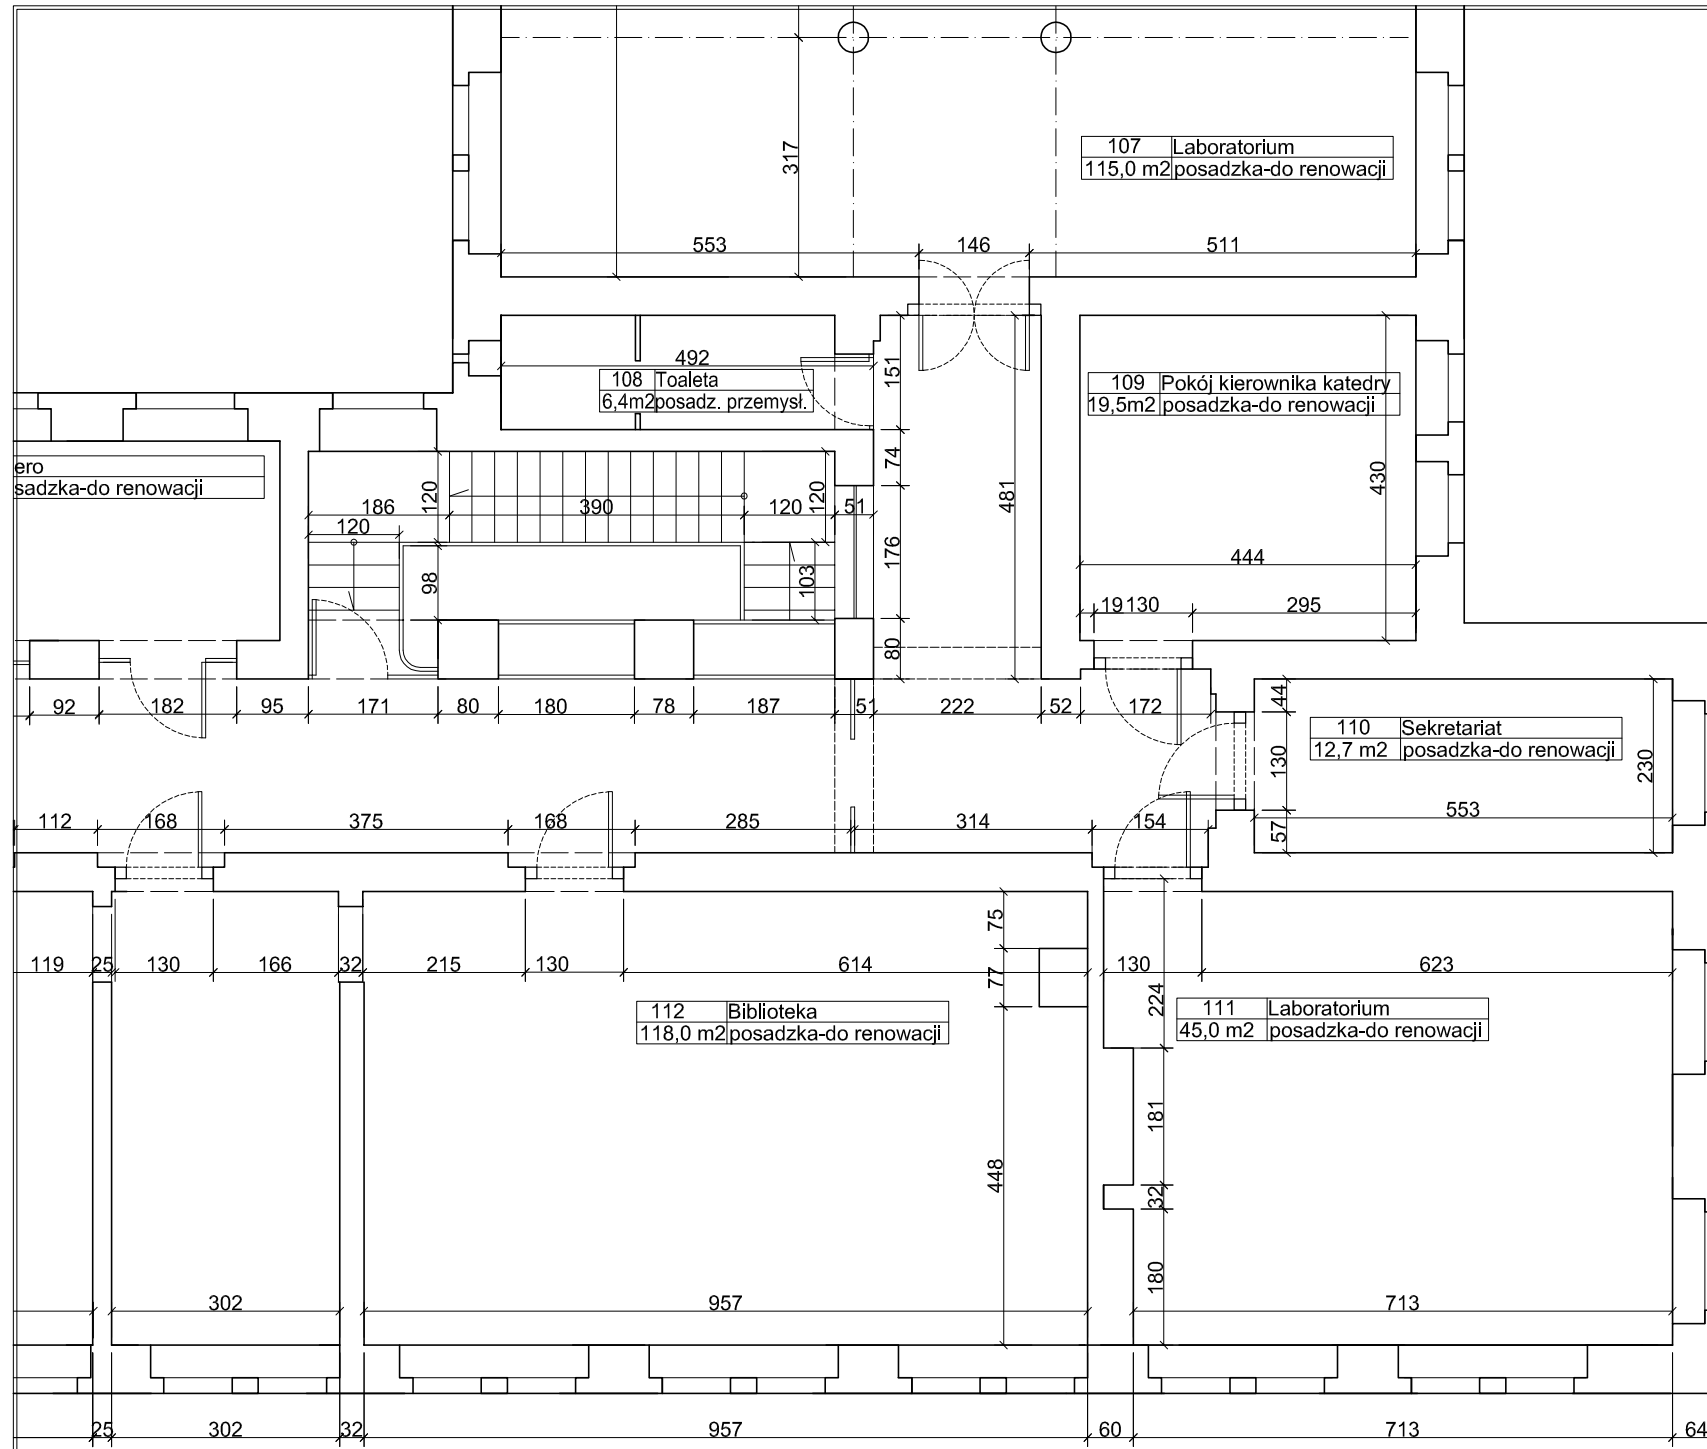 317
107 Laboratorium
115,0 m2 posadzka-do renowacji
553 146 511
492
108 Toaleta
6,4m2 posadz. przemysł.
151
109 Pokój kierownika katedry
19,5m2 posadzka-do renowacji
ero
sadzka-do renowacji
74
430
120
120
481
186 390 120 51
120
176
98
103
444
19 130 295
80
92 182 95 171 80 180 78 187 51 222 52 172
44
110 Sekretariat
12,7 m2 posadzka-do renowacji
130
230
553
112 168 375 168 285 314 154
57
75
119 25 130 166 32 215 130 614
77
130 623
224
112 Biblioteka
118,0 m2 posadzka-do renowacji
111 Laboratorium
45,0 m2 posadzka-do renowacji
181
448
32
180
302 957 713
25 302 32 957 60 713 64